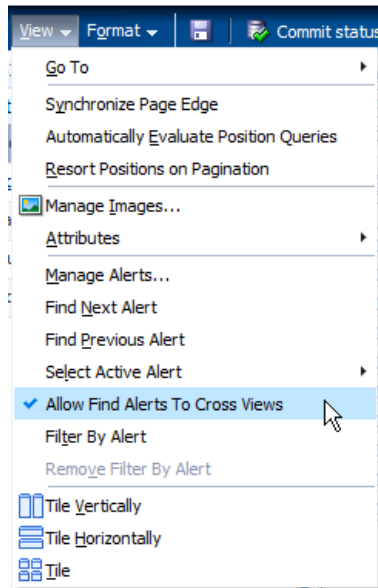 View Format Commit status
Go To
Synchronize Page Edge
Automatically Evaluate Position Queries
Resort Positions on Pagination
Manage Images...
Attributes
Manage Alerts...
Find Next Alert
Find Previous Alert
Select Active Alert
Allow Find Alerts To Cross Views
Filter By Alert
Remove Filter By Alert
Tile Vertically
Tile Horizontally
Tile